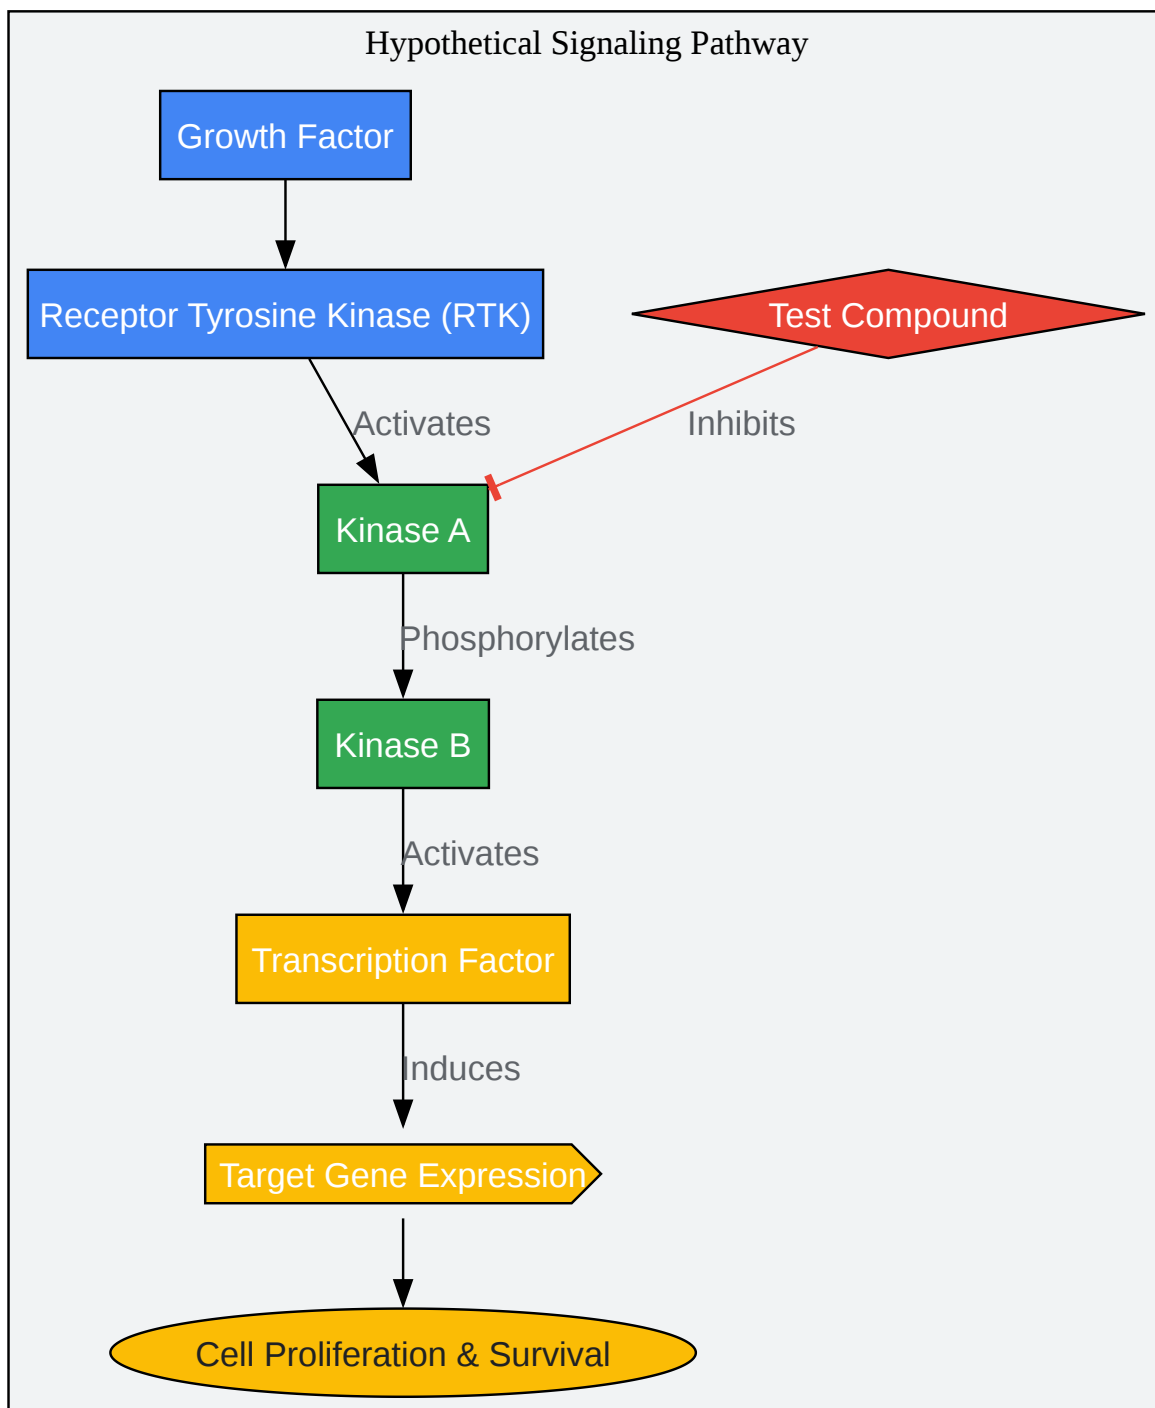 Hypothetical Signaling Pathway
Growth Factor
Receptor Tyrosine Kinase (RTK)
Test Compound
Activates
Inhibits
Kinase A
Phosphorylates
Kinase B
Activates
Transcription Factor
Induces
Target Gene Expression
Cell Proliferation & Survival